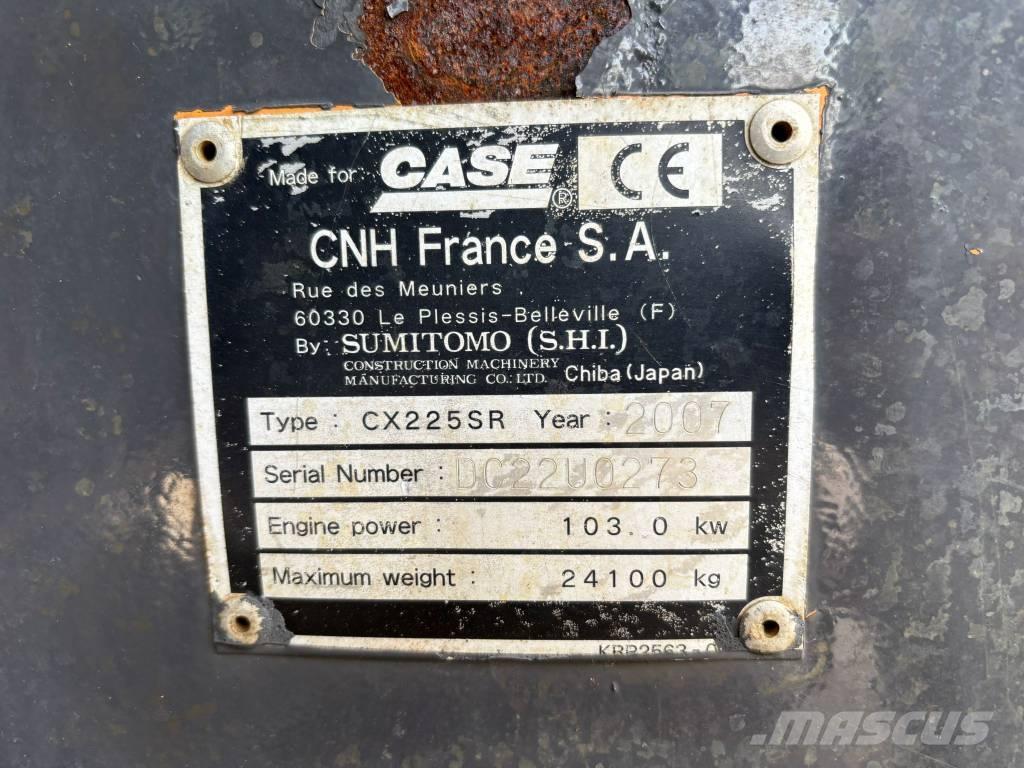 Made for CASE ® CE
CNH France S.A.
Rue des Meuniers
60330 Le Plessis-Belleville (F)
By: SUMITOMO (S.H.I.)
CONSTRUCTION MACHINERY
MANUFACTURING CO.: LTD. Chiba (Japan)
Type : CX225SR Year : 2007
Serial Number : DC22U0273
Engine power : 103.0 kw
Maximum weight : 24100 kg
MASCUS